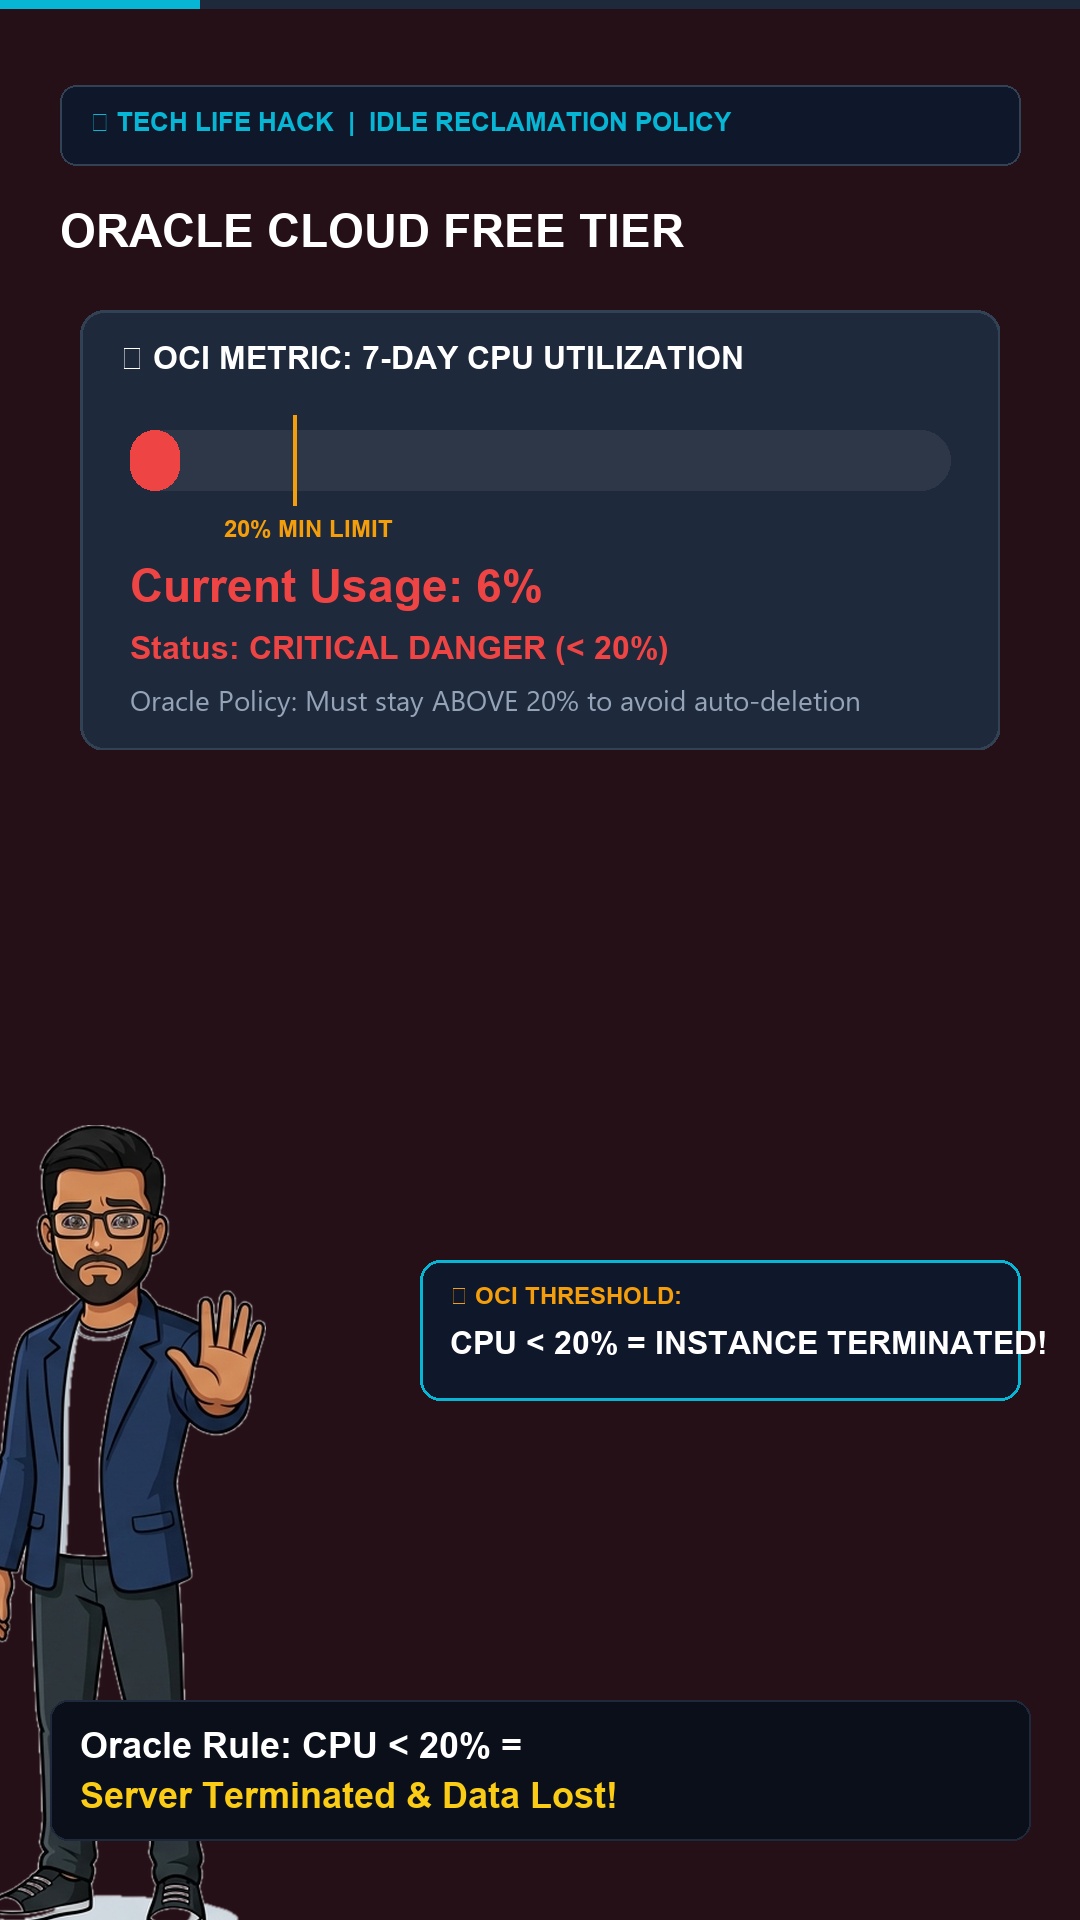 TECH LIFE HACK | IDLE RECLAMATION POLICY
ORACLE CLOUD FREE TIER
OCI METRIC: 7-DAY CPU UTILIZATION
20% MIN LIMIT
Current Usage: 6%
Status: CRITICAL DANGER (< 20%)
Oracle Policy: Must stay ABOVE 20% to avoid auto-deletion
OCI THRESHOLD:
CPU < 20% = INSTANCE TERMINATED!
Oracle Rule: CPU < 20% =
Server Terminated & Data Lost!